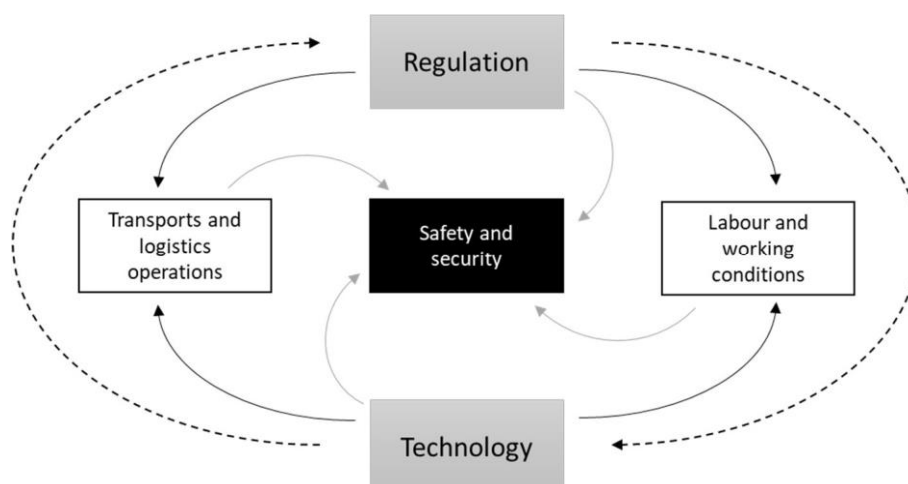 Regulation
Transports and
logistics
operations
Safety and
security
Labour and
working
conditions
Technology